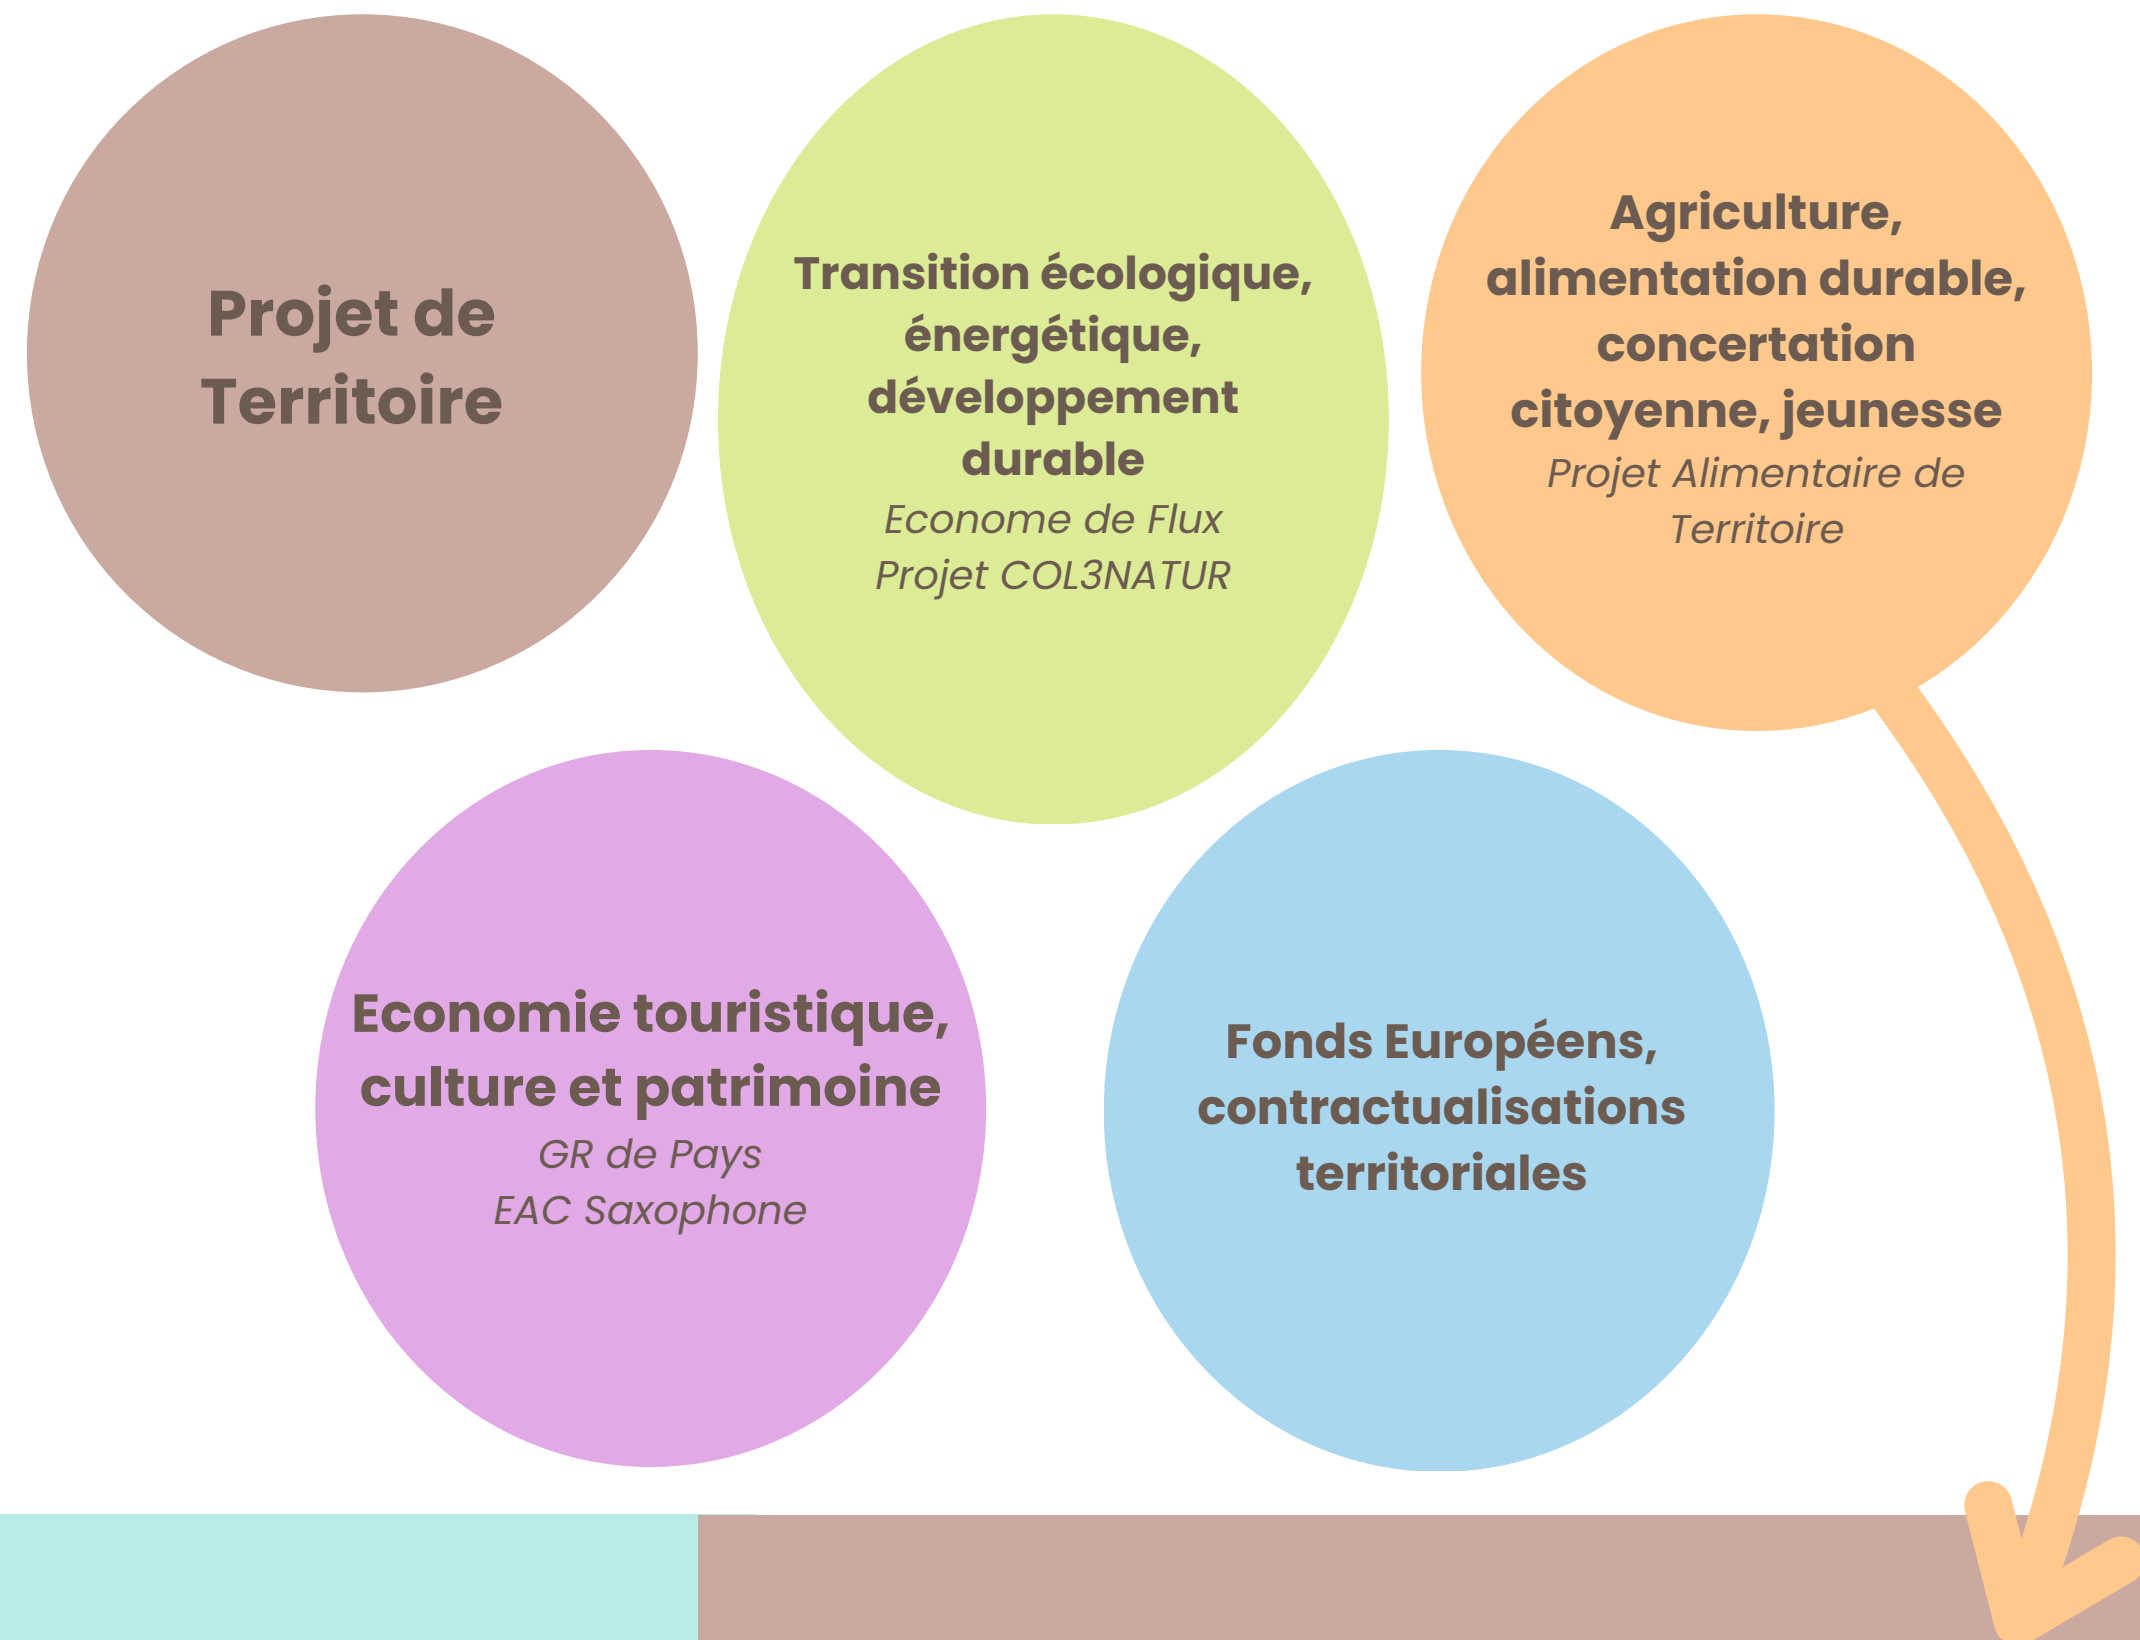 Projet de
Territoire
Transition écologique,
énergétique,
développement
durable
Econome de Flux
Projet COL3NATUR
Agriculture,
alimentation durable,
concertation
citoyenne, jeunesse
Projet Alimentaire de
Territoire
Economie touristique,
culture et patrimoine
GR de Pays
EAC Saxophone
Fonds Européens,
contractualisations
territoriales